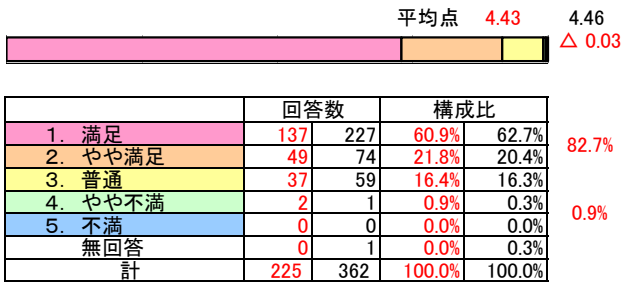 平均点 4.43 4.46
△ 0.03
回答数 構成比
1. 満足 137 227 60.9% 62.7%
82.7%
2. やや満足 49 74 21.8% 20.4%
3. 普通 37 59 16.4% 16.3%
4. やや不満 2 1 0.9% 0.3%
0.9%
5. 不満 0 0 0.0% 0.0%
無回答 0 1 0.0% 0.3%
計 225 362 100.0% 100.0%